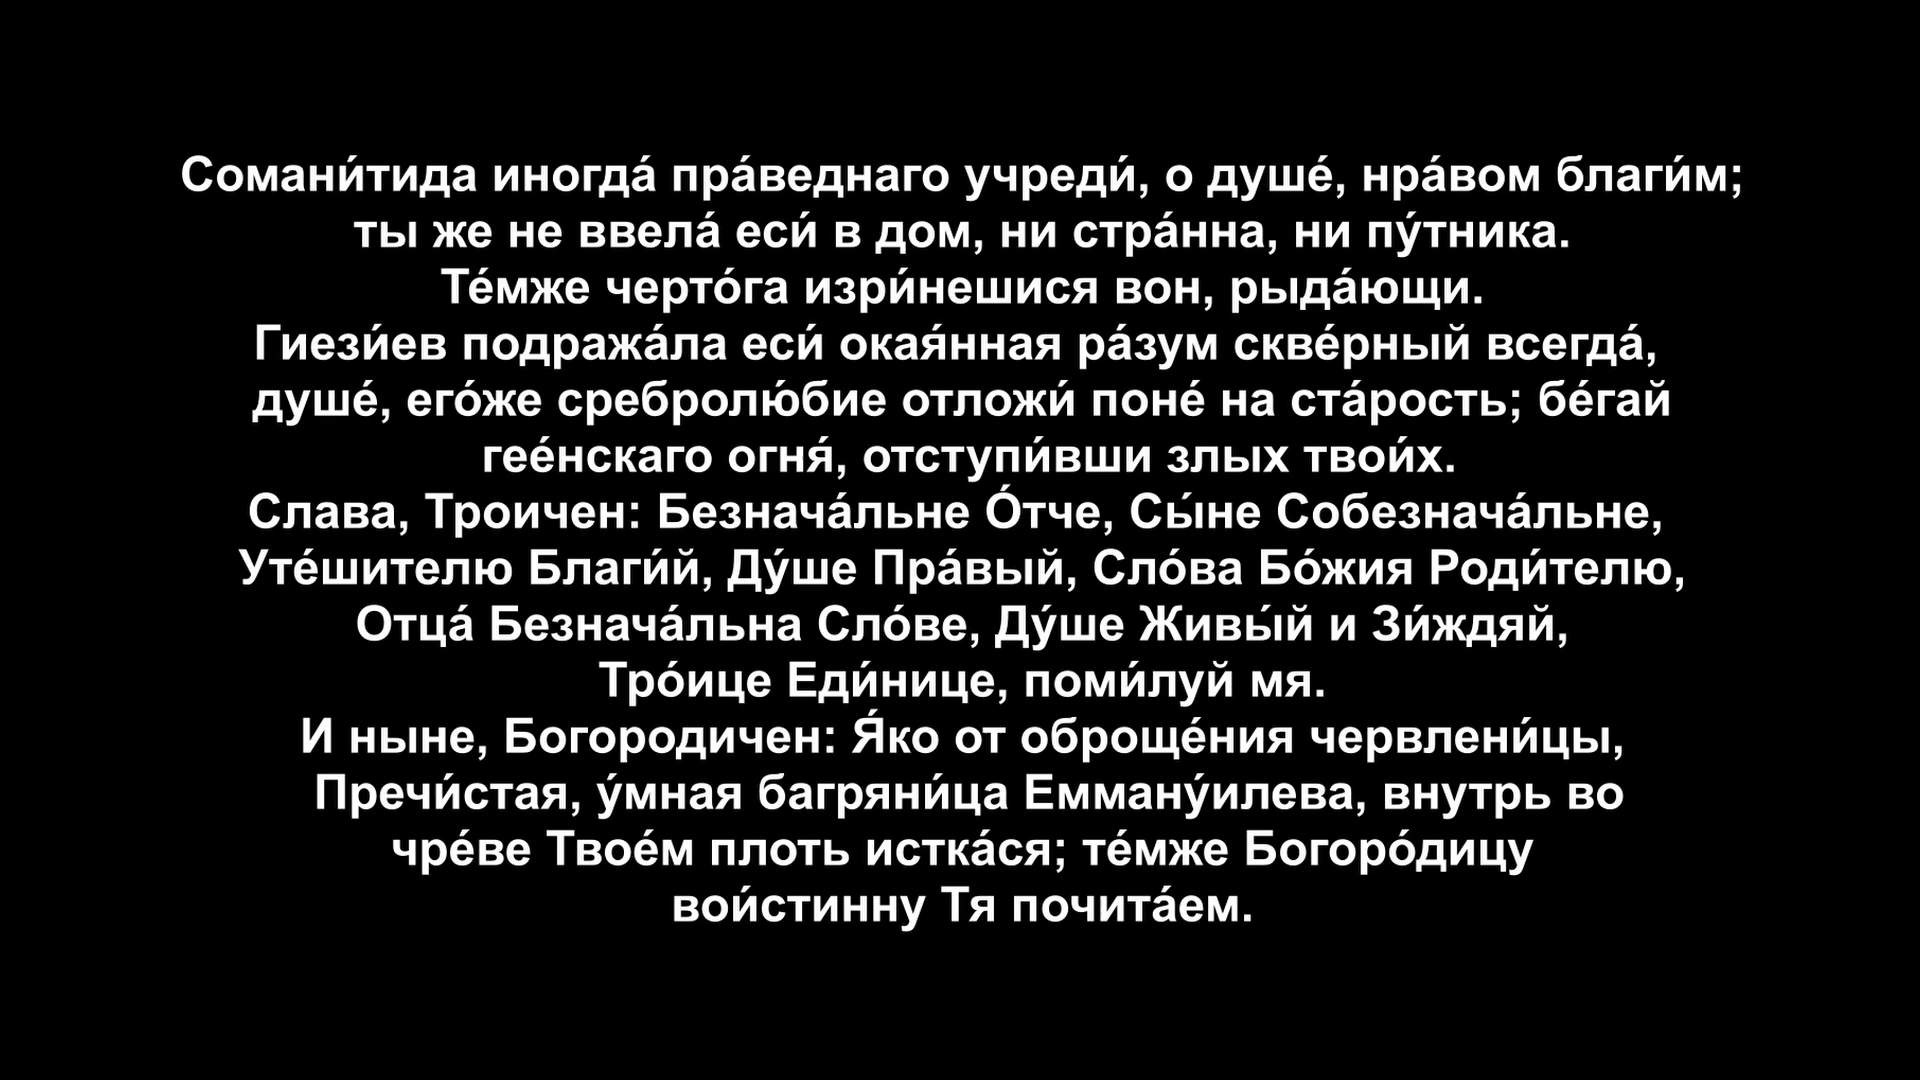 Сомани́тида иногда́ пра́веднаго учреди́, о душе́, нра́вом благи́м;
ты же не ввела́ еси́ в дом, ни стра́нна, ни пу́тника.
Те́мже черто́га изри́нешися вон, рыда́ющи.
Гиези́ев подража́ла еси́ окая́нная ра́зум скве́рный всегда́,
душе́, его́же сребролю́бие отложи́ поне́ на ста́рость; бе́гай
гее́нскаго огня́, отступи́вши злых твои́х.
Слава, Троичен: Безнача́льне О́тче, Сы́не Собезнача́льне,
Уте́шителю Благи́й, Ду́ше Пра́вый, Сло́ва Бо́жия Роди́телю,
Отца́ Безнача́льна Сло́ве, Ду́ше Живы́й и Зи́ждяй,
Тро́ице Еди́нице, поми́луй мя.
И ныне, Богородичен: Я́ко от оброще́ния червлени́цы,
Пречи́стая, у́мная багряни́ца Еммануи́лева, внутрь во
чре́ве Твое́м плоть истка́ся; те́мже Богоро́дицу
вои́стинну Тя почита́ем.